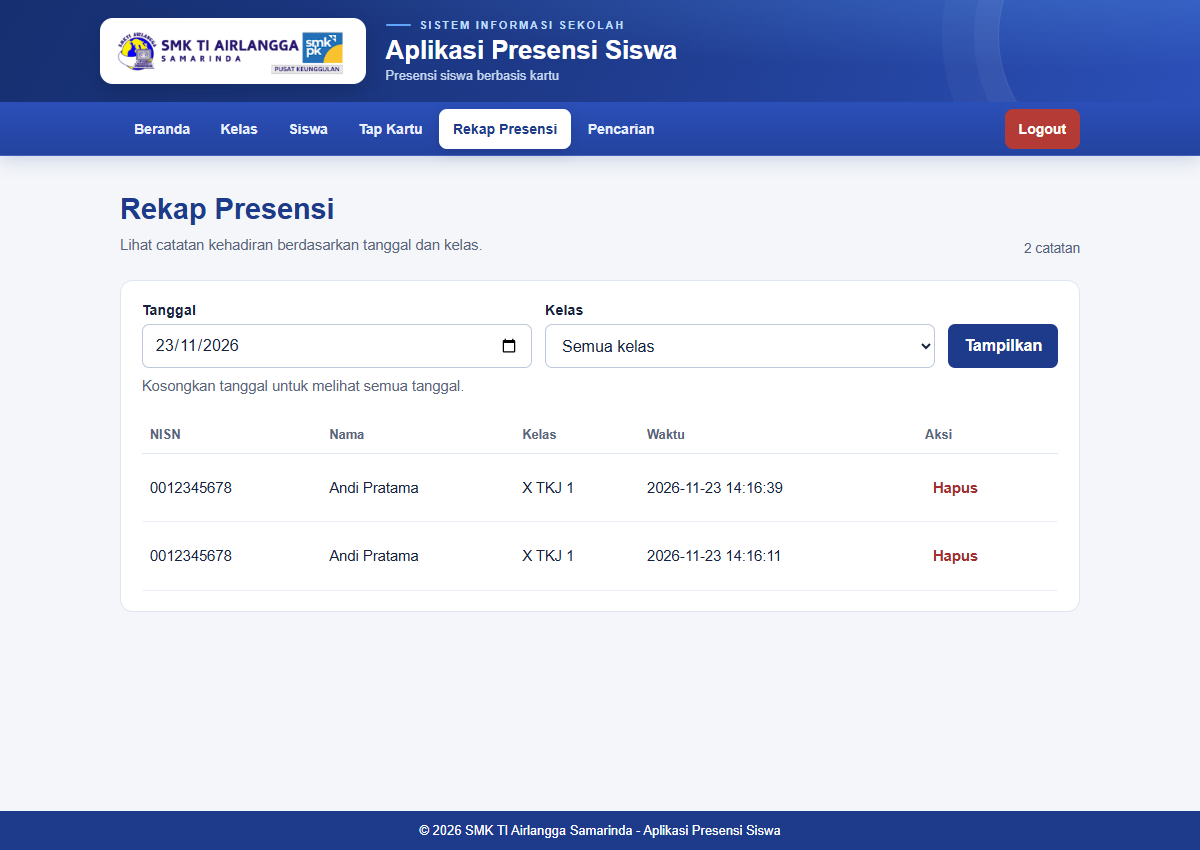 SMK TI AIRLANGGA
SAMARINDA
smk pk
PUSAT KEUNGGULAN
SISTEM INFORMASI SEKOLAH
Aplikasi Presensi Siswa
Presensi siswa berbasis kartu
Beranda Kelas Siswa Tap Kartu Rekap Presensi Pencarian Logout
Rekap Presensi
Lihat catatan kehadiran berdasarkan tanggal dan kelas.
2 catatan
Tanggal Kelas
23/11/2026 Semua kelas Tampilkan
Kosongkan tanggal untuk melihat semua tanggal.
NISN Nama Kelas Waktu Aksi
0012345678 Andi Pratama X TKJ 1 2026-11-23 14:16:39 Hapus
0012345678 Andi Pratama X TKJ 1 2026-11-23 14:16:11 Hapus
© 2026 SMK TI Airlangga Samarinda - Aplikasi Presensi Siswa